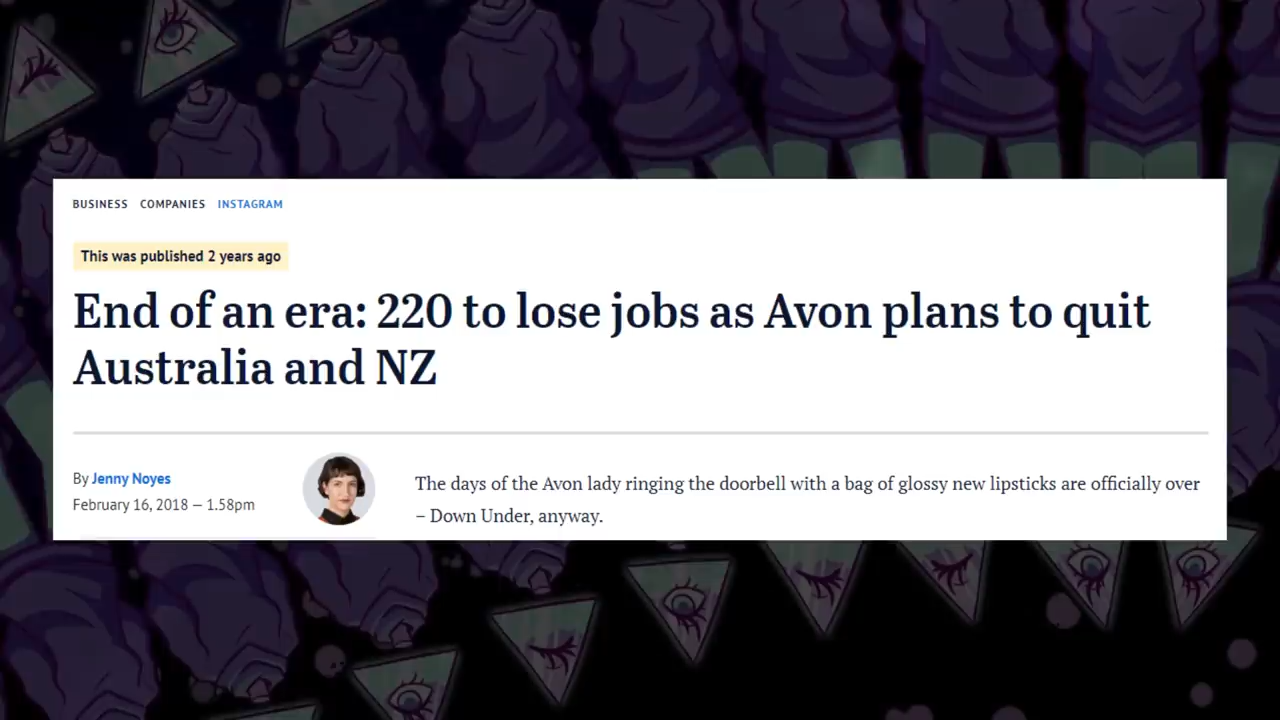 BUSINESS COMPANIES INSTAGRAM
This was published 2 years ago
End of an era: 220 to lose jobs as Avon plans to quit
Australia and NZ
By Jenny Noyes
February 16, 2018 — 1.58pm
The days of the Avon lady ringing the doorbell with a bag of glossy new lipsticks are officially over
– Down Under, anyway.